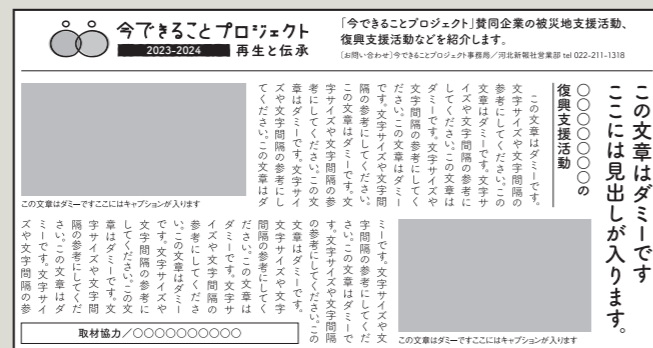 今できることプロジェクト
2023-2024 再生と伝承
「今できることプロジェクト」賛同企業の被災地支援活動、
復興支援活動などを紹介します。
〔お問い合わせ〕今できることプロジェクト事務局／河北新報社営業部 tel 022-211-1318
この文章はダミーです
ここには見出しが入ります。
〇〇〇〇〇〇〇〇の
復興支援活動
この文章はダミーです。
文字サイズや文字間隔の
参考にしてください。この
文章はダミーです。文字サ
イズや文字間隔の参考に
してください。この文章は
ダミーです。文字サイズや
文字間隔の参考にしてく
ださい。この文章はダミー
です。文字サイズや文字間
隔の参考にしてください。
この文章はダミーです。文
字サイズや文字間隔の参
考にしてください。この文
章はダミーです。文字サイ
ズや文字間隔の参考にし
てください。この文章はダ
この文章はダミーですここにはキャプションが入ります
ミーです。文字サイズや文
字間隔の参考にしてくだ
さい。この文章はダミーで
す。文字サイズや文字間隔
の参考にしてください。この
文章はダミーです。
文字サイズや文字
間隔の参考にしてく
ださい。この文章は
ダミーです。文字サ
イズや文字間隔の
参考にしてくださ
い。この文章はダミー
です。文字サイズや
文字間隔の参考に
してください。この文
章はダミーです。文
字サイズや文字間
隔の参考にしてくだ
さい。この文章はダ
ミーです。文字サイ
ズや文字間隔の参
この文章はダミーですここにはキャプションが入ります
取材協力／〇〇〇〇〇〇〇〇〇〇